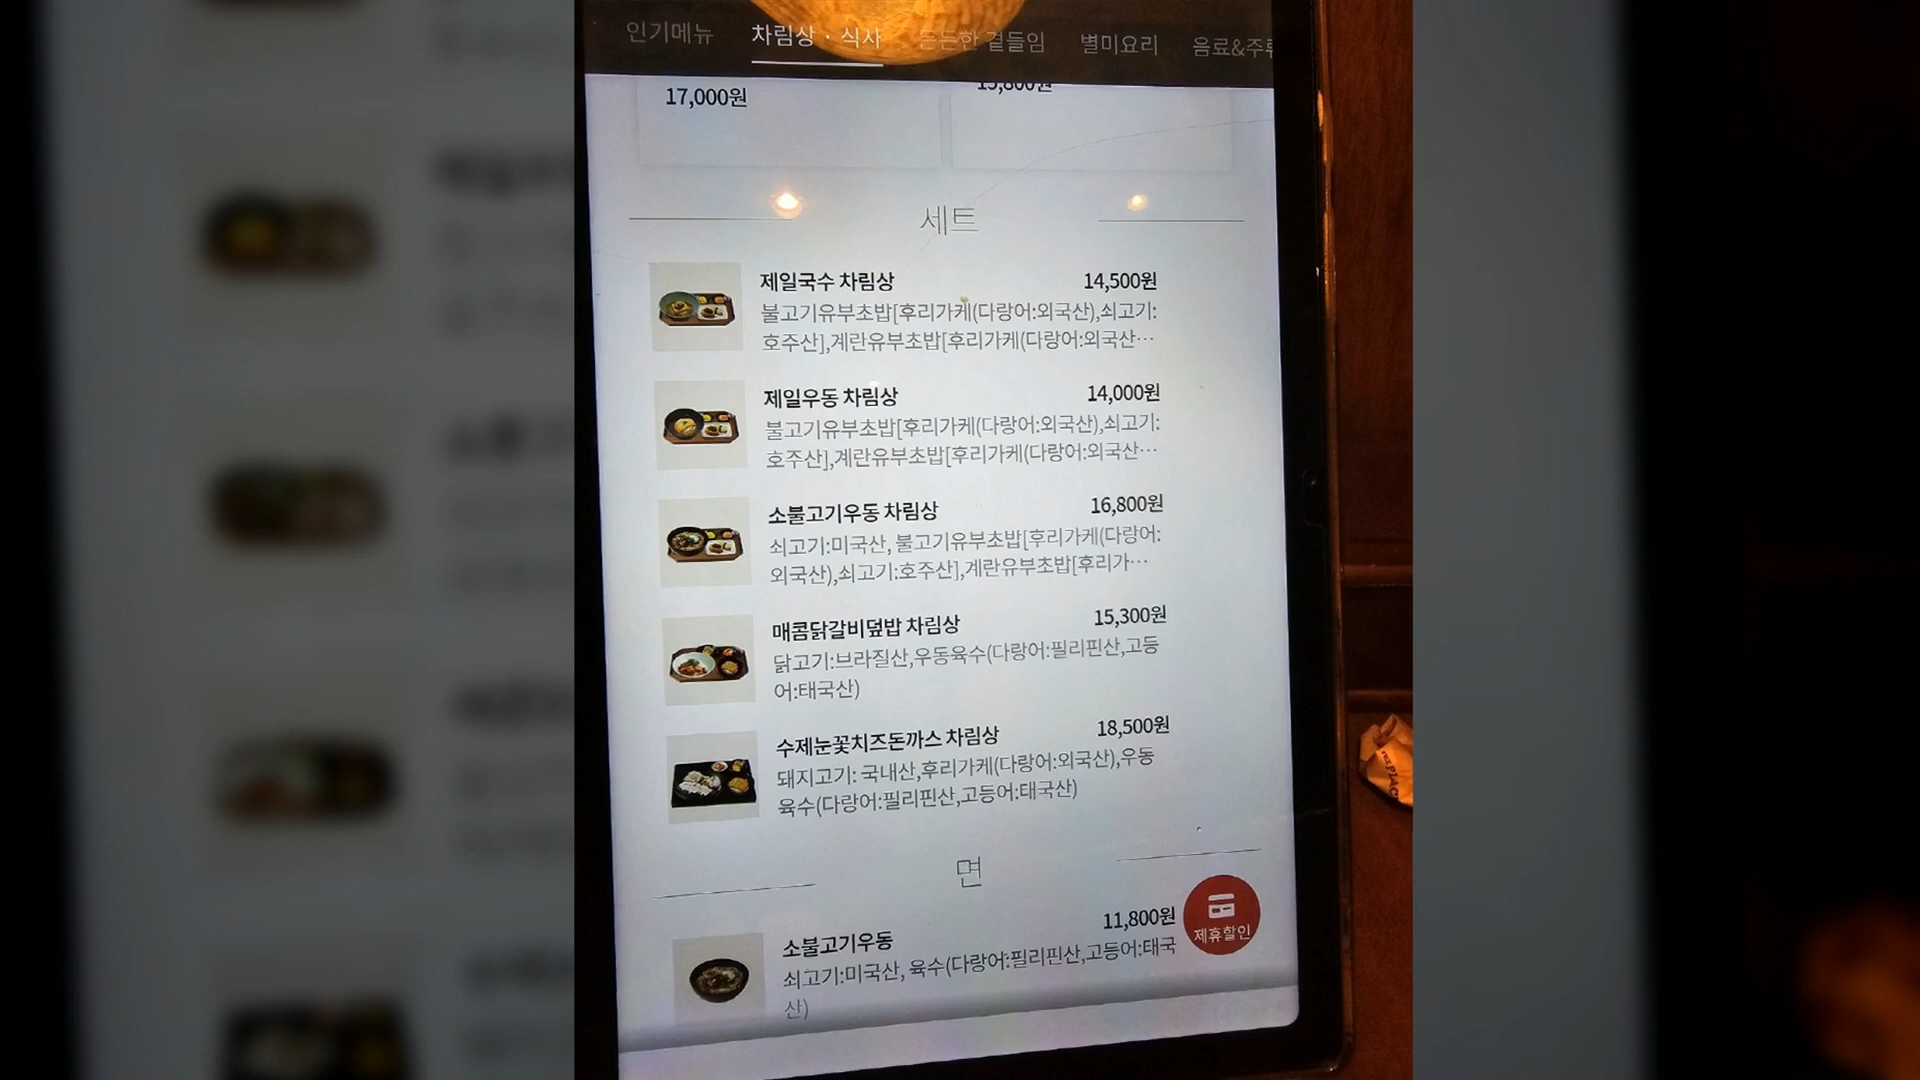 인기메뉴 차림상 · 식사 든든한 곁들임 별미요리 음료&주류
17,000원 15,800원
세트
제일국수 차림상 14,500원
불고기유부초밥[후리가케(다랑어:외국산),쇠고기:
호주산],계란유부초밥[후리가케(다랑어:외국산…
제일우동 차림상 14,000원
불고기유부초밥[후리가케(다랑어:외국산),쇠고기:
호주산],계란유부초밥[후리가케(다랑어:외국산…
소불고기우동 차림상 16,800원
쇠고기:미국산, 불고기유부초밥[후리가케(다랑어:
외국산),쇠고기:호주산],계란유부초밥[후리가…
매콤닭갈비덮밥 차림상 15,300원
닭고기:브라질산,우동육수(다랑어:필리핀산,고등
어:태국산)
수제눈꽃치즈돈까스 차림상 18,500원
돼지고기: 국내산,후리가케(다랑어:외국산),우동
육수(다랑어:필리핀산,고등어:태국산)
면
소불고기우동 11,800원
쇠고기:미국산, 육수(다랑어:필리핀산,고등어:태국
산)
제휴할인